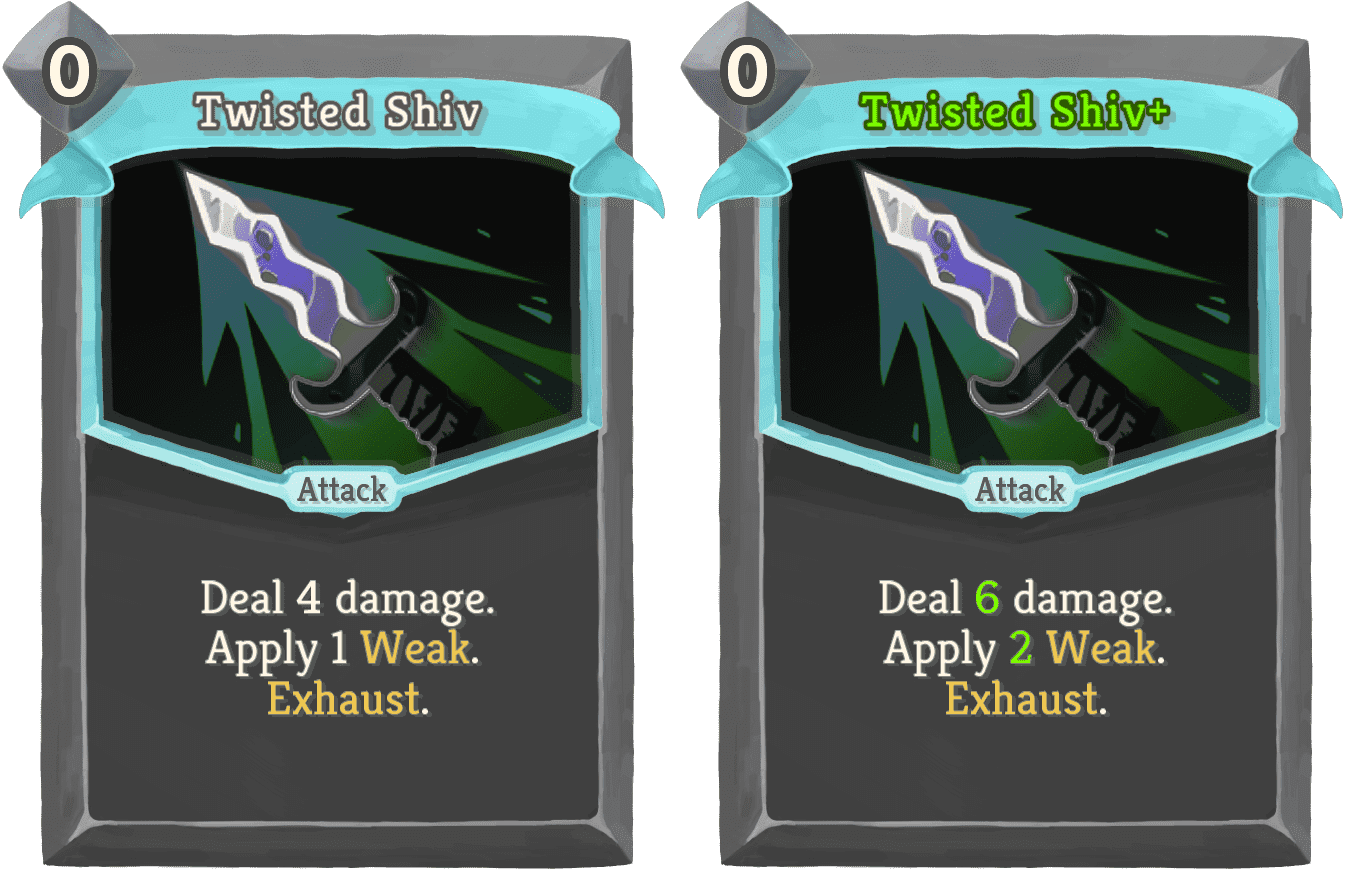 0
Twisted Shiv
Attack
Deal 4 damage.
Apply 1 Weak.
Exhaust.
0
Twisted Shiv+
Attack
Deal 6 damage.
Apply 2 Weak.
Exhaust.